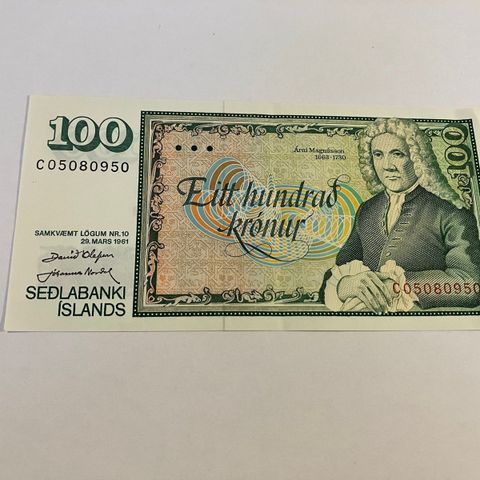 100
C05080950
SAMKVÆMT LÖGUM NR.10
29. MARS 1961
SEÐLABANKI
ÍSLANDS
Árni Magnússon
1663-1730
Eitt hundrað
krónur
100
C05080950